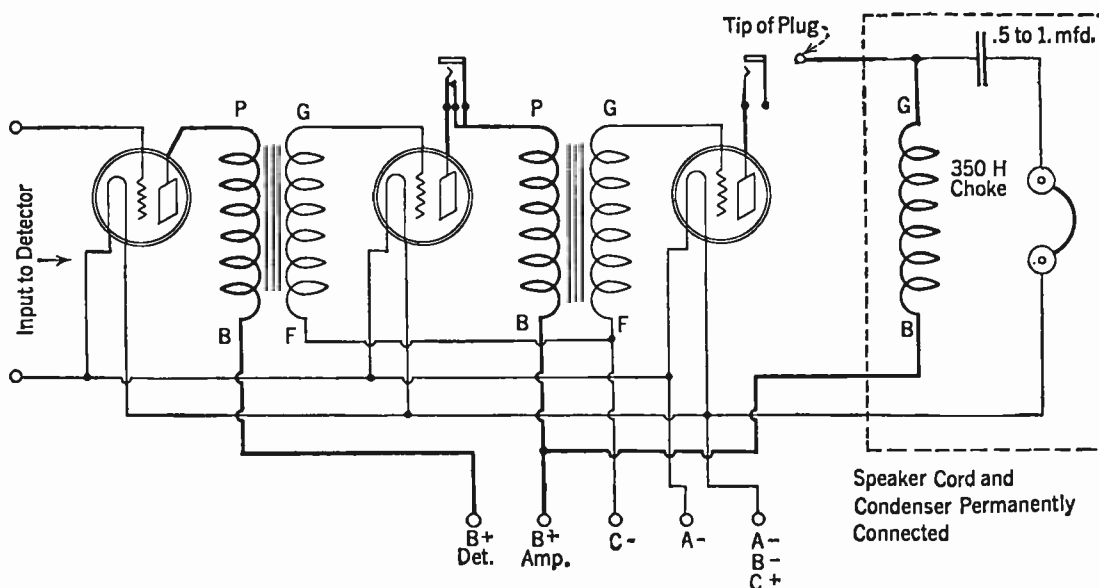 Tip of Plug
.5 to 1. mfd.
P
G
P
G
G
350 H
Choke
Input to Detector
B
F
B
F
B
B+
Det.
B+
Amp.
C-
A-
A-
B-
C+
Speaker Cord and
Condenser Permanently
Connected